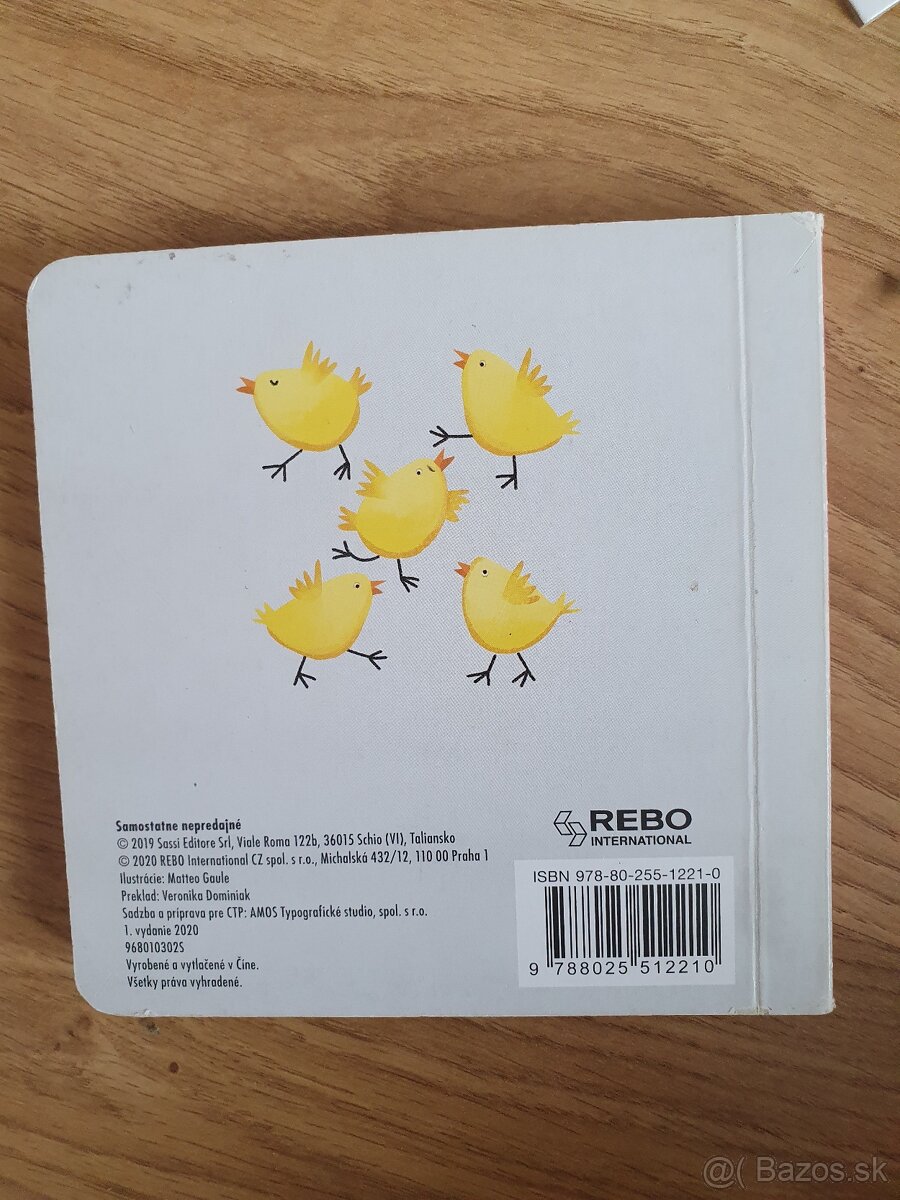 Samostatne nepredajné
© 2019 Sassi Editore Srl, Viale Roma 122b, 36015 Schio (VI), Taliansko
© 2020 REBO International CZ spol. s r.o., Michalská 432/12, 110 00 Praha 1
Ilustrácie: Matteo Gaule
Preklad: Veronika Dominiak
Sadzba a príprava pre CTP: AMOS Typografické studio, spol. s r.o.
1. vydanie 2020
968010302S
Vyrobené a vytlačené v Číne.
Všetky práva vyhradené.
REBO
INTERNATIONAL
ISBN 978-80-255-1221-0
9 788025 512210
@( Bazos.sk